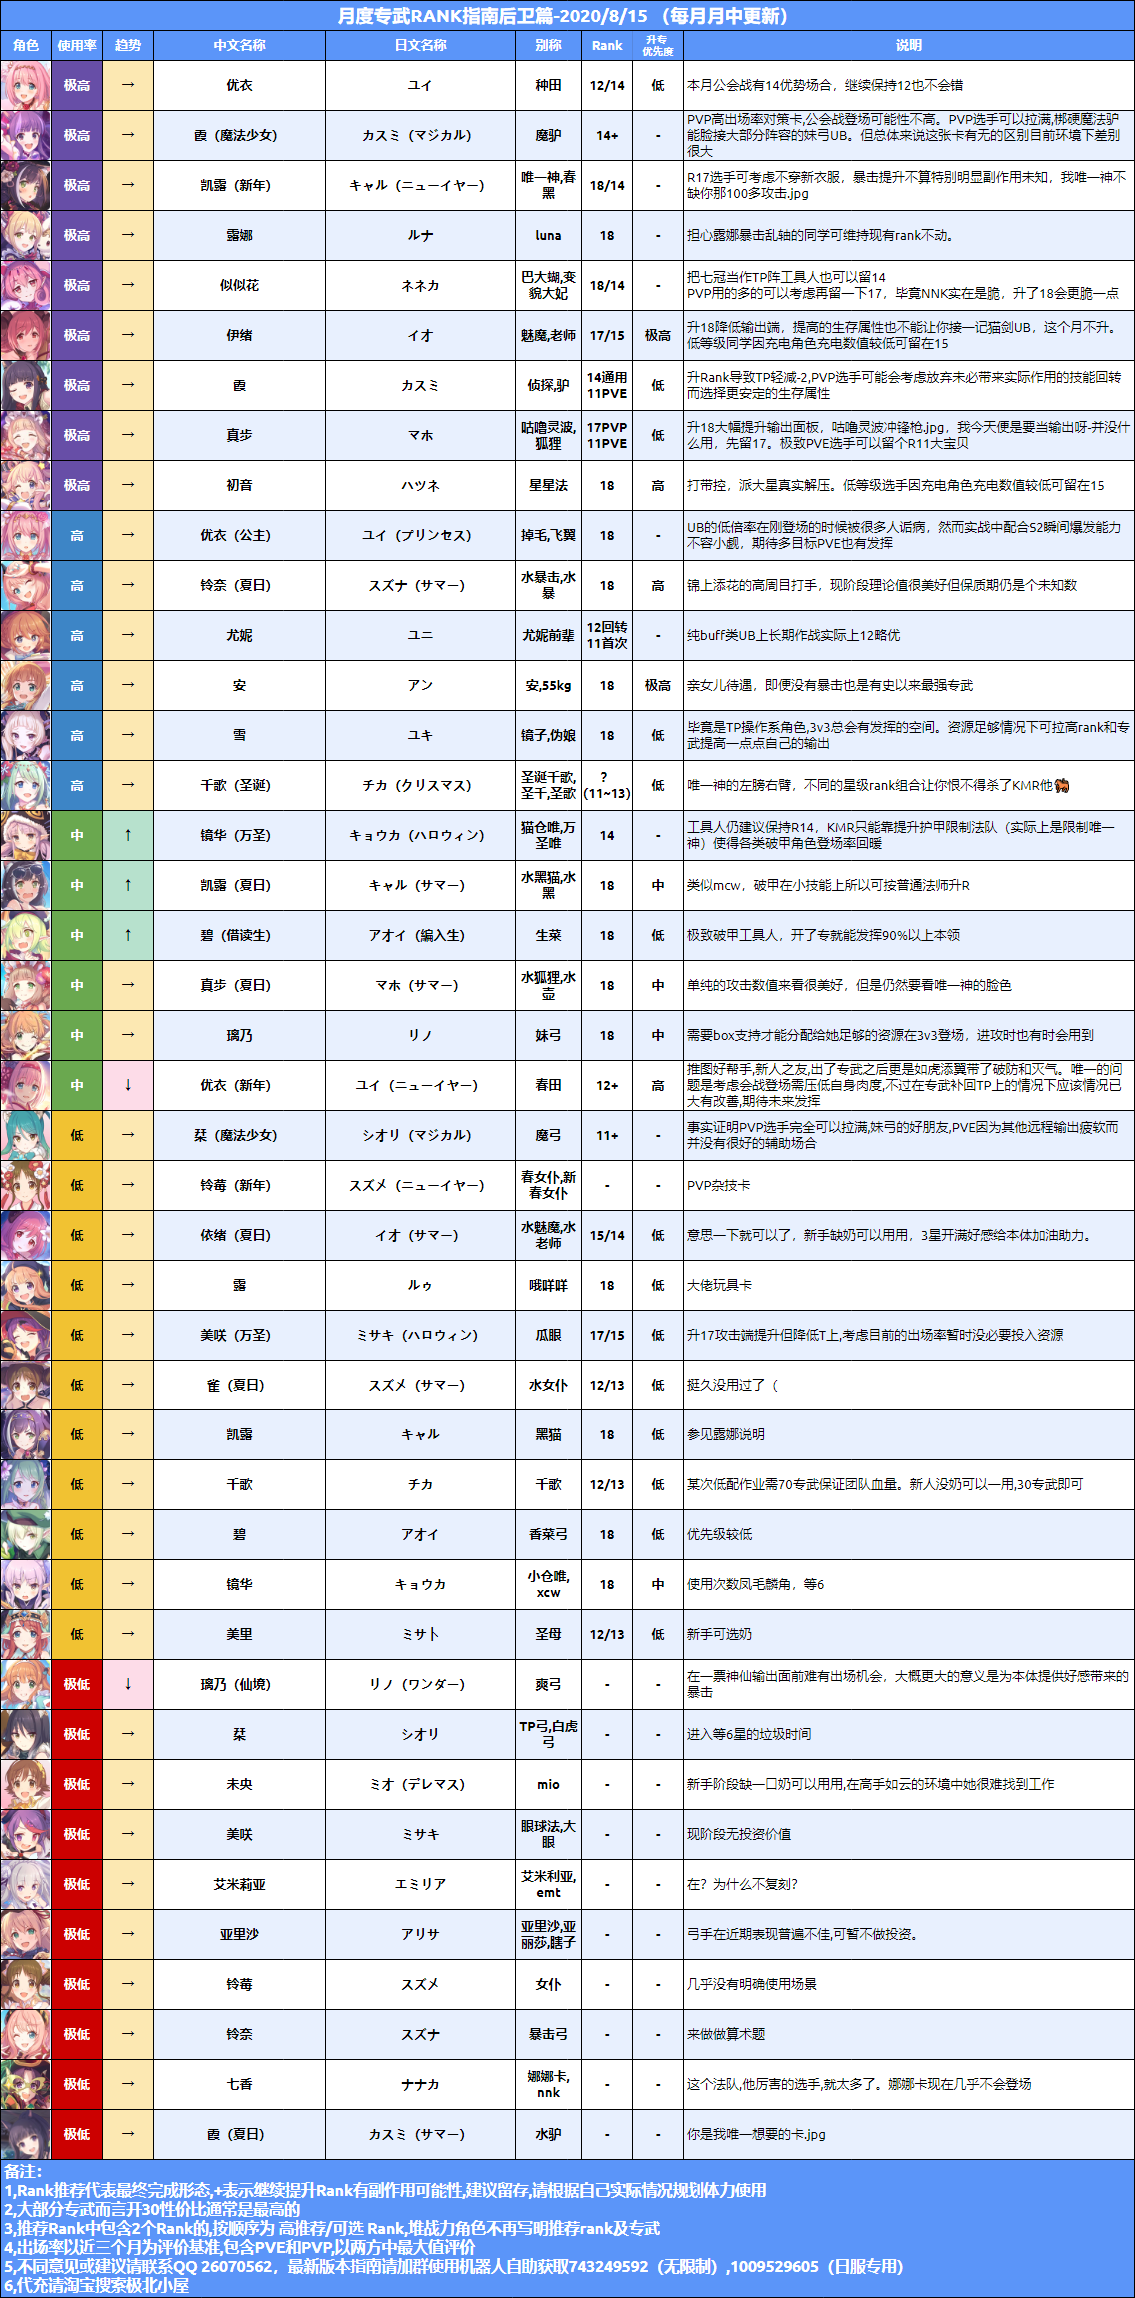 月度专武RANK指南后卫篇-2020/8/15 （每月月中更新）
角色 使用率 趋势 中文名称 日文名称 别称 Rank 升专优先度 说明
极高 → 优衣 ユイ 种田 12/14 低 本月公会战有14优势场合，继续保持12也不会错
极高 → 霞（魔法少女） カスミ（マジカル） 魔驴 14+ - PVP高出场率对策卡,公会战登场可能性不高。PVP选手可以拉满,梆硬魔法驴能脸接大部分阵容的妹弓UB。但总体来说这张卡有无的区别目前环境下差别很大
极高 → 凯露（新年） キャル（ニューイヤー） 唯一神,春黑 18/14 - R17选手可考虑不穿新衣服，暴击提升不算特别明显副作用未知，我唯一神不缺你那100多攻击.jpg
极高 → 露娜 ルナ luna 18 - 担心露娜暴击乱轴的同学可维持现有rank不动。
极高 → 似似花 ネネカ 巴大蝴,变貌大妃 18/14 - 把七冠当作TP阵工具人也可以留14
PVP用的多的可以考虑再留一下17，毕竟NNK实在是脆，升了18会更脆一点
极高 → 伊绪 イオ 魅魔,老师 17/15 极高 升18降低输出端，提高的生存属性也不能让你接一记猫剑UB，这个月不升。低等级同学因充电角色充电数值较低可留在15
极高 → 霞 カスミ 侦探,驴 14通用 11PVE 低 升Rank导致TP轻减-2,PVP选手可能会考虑放弃未必带来实际作用的技能回转而选择更安定的生存属性
极高 → 真步 マホ 咕噜灵波,狐狸 17PVP 11PVE 低 升18大幅提升输出面板，咕噜灵波冲锋枪.jpg，我今天便是要当输出呀-并没什么用，先留17。极致PVE选手可以留个R11大宝贝
极高 → 初音 ハツネ 星星法 18 高 打带控，派大星真实解压。低等级选手因充电角色充电数值较低可留在15
高 → 优衣（公主） ユイ（プリンセス） 掉毛,飞翼 18 - UB的低倍率在刚登场的时候被很多人诟病，然而实战中配合S2瞬间爆发能力不容小觑，期待多目标PVE也有发挥
高 → 铃奈（夏日） スズナ（サマー） 水暴击,水暴 18 高 锦上添花的高周目打手，现阶段理论值很美好但保质期仍是个未知数
高 → 尤妮 ユニ 尤妮前辈 12回转 11首次 - 纯buff类UB上长期作战实际上12略优
高 → 安 アン 安,55kg 18 极高 亲女儿待遇，即便没有暴击也是有史以来最强专武
高 → 雪 ユキ 镜子,伪娘 18 低 毕竟是TP操作系角色,3v3总会有发挥的空间。资源足够情况下可拉高rank和专武提高一点点自己的输出
高 → 千歌（圣诞） チカ（クリスマス） 圣诞千歌,圣千,圣歌 ? (11~13) 低 唯一神的左膀右臂，不同的星级rank组合让你恨不得杀了KMR他🐂
中 ↑ 镜华（万圣） キョウカ（ハロウィン） 猫仓唯,万圣唯 14 - 工具人仍建议保持R14，KMR只能靠提升护甲限制法队（实际上是限制唯一神）使得各类破甲角色登场率回暖
中 ↑ 凯露（夏日） キャル（サマー） 水黑猫,水黑 18 中 类似mcw，破甲在小技能上所以可按普通法师升R
中 ↑ 碧（借读生） アオイ（編入生） 生菜 18 低 极致破甲工具人，开了专就能发挥90%以上本领
中 → 真步（夏日） マホ（サマー） 水狐狸,水壶 18 中 单纯的攻击数值来看很美好，但是仍然要看唯一神的脸色
中 → 璃乃 リノ 妹弓 18 中 需要box支持才能分配给她足够的资源在3v3登场，进攻时也有时会用到
中 ↓ 优衣（新年） ユイ（ニューイヤー） 春田 12+ 高 推图好帮手,新人之友,出了专武之后更是如虎添翼带了破防和灭气。唯一的问题是考虑会战登场需压低自身肉度,不过在专武补回TP上的情况下应该情况已大有改善,期待未来发挥
低 → 栞（魔法少女） シオリ（マジカル） 魔弓 11+ - 事实证明PVP选手完全可以拉满,妹弓的好朋友,PVE因为其他远程输出疲软而并没有很好的辅助场合
低 → 铃莓（新年） スズメ（ニューイヤー） 春女仆,新春女仆 - - PVP杂技卡
低 → 依绪（夏日） イオ（サマー） 水魅魔,水老师 15/14 低 意思一下就可以了，新手缺奶可以用用，3星开满好感给本体加油助力。
低 → 露 ルゥ 哦咩咩 18 低 大佬玩具卡
低 → 美咲（万圣） ミサキ（ハロウィン） 瓜眼 17/15 低 升17攻击端提升但降低T上,考虑目前的出场率暂时没必要投入资源
低 → 雀（夏日） スズメ（サマー） 水女仆 12/13 低 挺久没用过了（
低 → 凯露 キャル 黑猫 18 低 参见露娜说明
低 → 千歌 チカ 千歌 12/13 低 某次低配作业需70专武保证团队血量。新人没奶可以一用,30专武即可
低 → 碧 アオイ 香菜弓 18 低 优先级较低
低 → 镜华 キョウカ 小仓唯,xcw 18 中 使用次数凤毛麟角，等6
低 → 美里 ミサト 圣母 12/13 低 新手可选奶
极低 ↓ 璃乃（仙境） リノ（ワンダー） 爽弓 - - 在一票神仙输出面前难有出场机会，大概更大的意义是为本体提供好感带来的暴击
极低 → 栞 シオリ TP弓,白虎弓 - - 进入等6星的垃圾时间
极低 → 未央 ミオ（デレマス） mio - - 新手阶段缺一口奶可以用用,在高手如云的环境中她很难找到工作
极低 → 美咲 ミサキ 眼球法,大眼 - - 现阶段无投资价值
极低 → 艾米莉亚 エミリア 艾米利亚,emt - - 在？为什么不复刻？
极低 → 亚里沙 アリサ 亚里沙,亚丽莎,瞎子 - - 弓手在近期表现普遍不佳,可暂不做投资。
极低 → 铃莓 スズメ 女仆 - - 几乎没有明确使用场景
极低 → 铃奈 スズナ 暴击弓 - - 来做做算术题
极低 → 七香 ナナカ 娜娜卡,nnk - - 这个法队,他厉害的选手,就太多了。娜娜卡现在几乎不会登场
极低 → 霞（夏日） カスミ（サマー） 水驴 - - 你是我唯一想要的卡.jpg
备注：
1,Rank推荐代表最终完成形态,+表示继续提升Rank有副作用可能性,建议留存,请根据自己实际情况规划体力使用
2,大部分专武而言开30性价比通常是最高的
3,推荐Rank中包含2个Rank的,按顺序为 高推荐/可选 Rank,堆战力角色不再写明推荐rank及专武
4,出场率以近三个月为评价基准,包含PVE和PVP,以两方中最大值评价
5,不同意见或建议请联系QQ 26070562，最新版本指南请加群使用机器人自助获取743249592（无限制）,1009529605（日服专用）
6,代充请淘宝搜索极北小屋